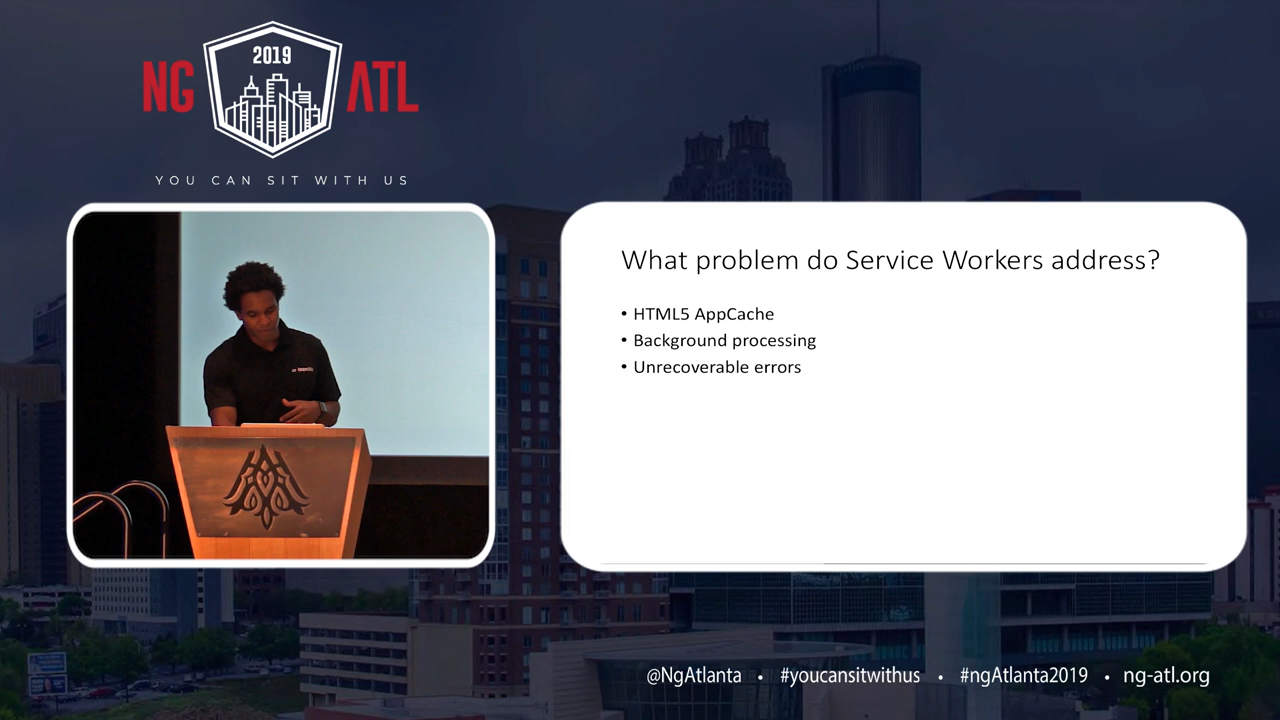 2019
NG ATL
YOU CAN SIT WITH US
What problem do Service Workers address?
• HTML5 AppCache
• Background processing
• Unrecoverable errors
@NgAtlanta • #youcansitwithus • #ngAtlanta2019 • ng-atl.org